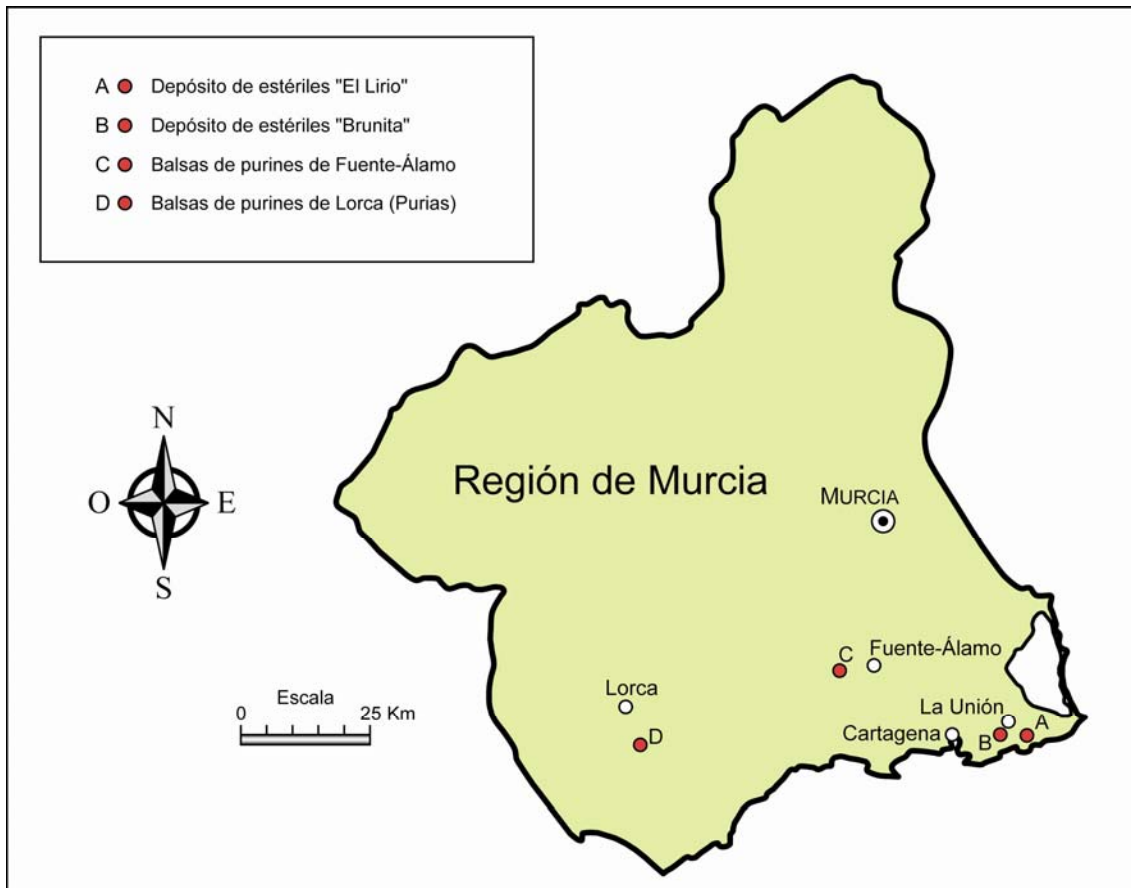 A Depósito de estériles "El Lirio"
B Depósito de estériles "Brunita"
C Balsas de purines de Fuente-Álamo
D Balsas de purines de Lorca (Purias)
N
O E
S
Región de Murcia
MURCIA
C Fuente-Álamo
Lorca
D
La Unión
A
Cartagena
B
Escala
0 25 Km